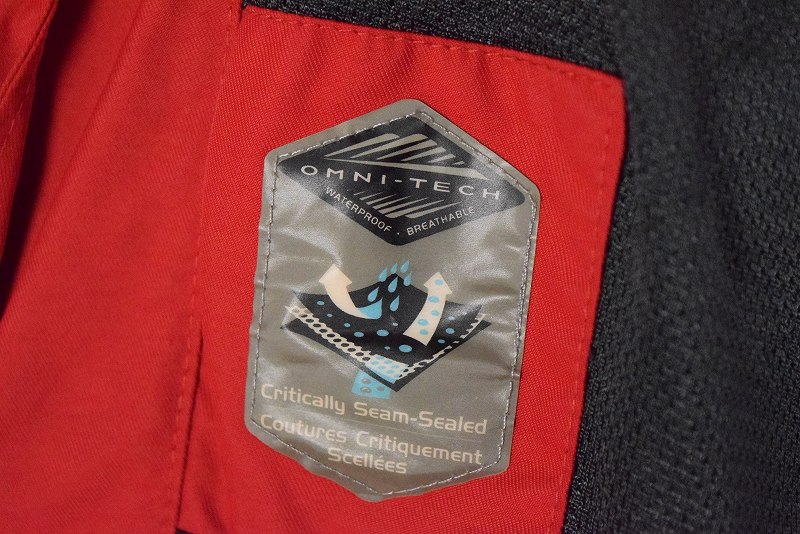 OMNI-TECH
WATERPROOF · BREATHABLE
Critically Seam-Sealed
Coutures Critiquement
Scellées